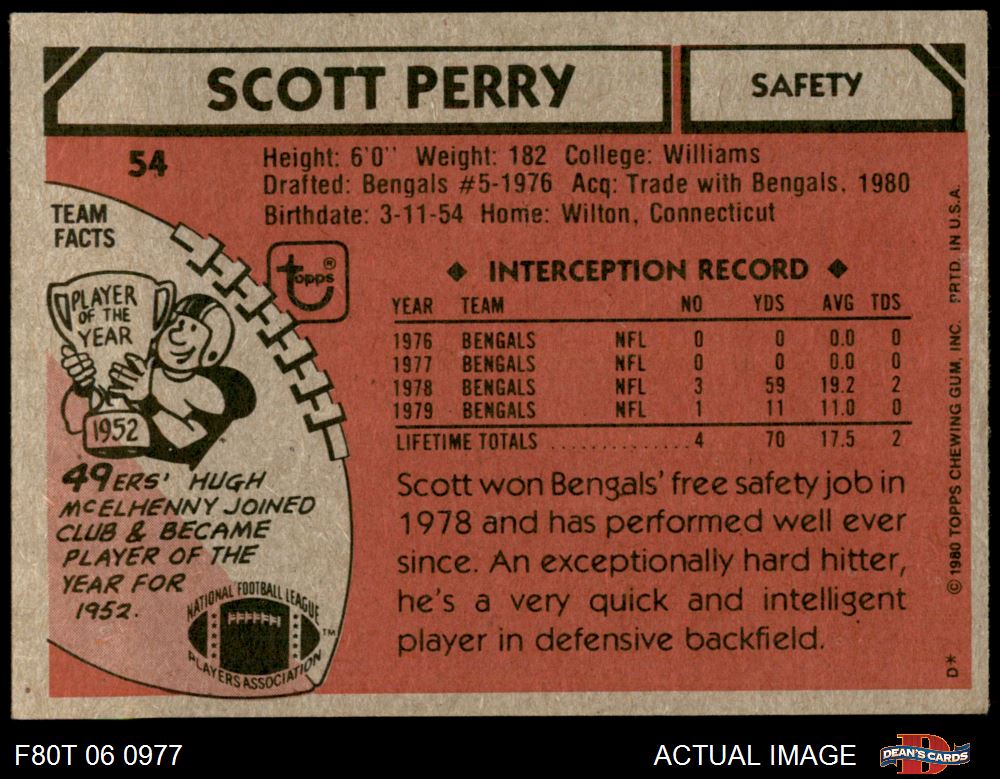 SCOTT PERRY
SAFETY
54
Height: 6'0" Weight: 182 College: Williams
Drafted: Bengals #5-1976 Acq: Trade with Bengals, 1980
Birthdate: 3-11-54 Home: Wilton, Connecticut
TEAM
FACTS
PLAYER
OF THE
YEAR
1952
49ERS' HUGH
McELHENNY JOINED
CLUB & BECAME
PLAYER OF THE
YEAR FOR
1952.
NATIONAL FOOTBALL LEAGUE
PLAYERS ASSOCIATION
TM
topps®
◆ INTERCEPTION RECORD ◆
YEAR TEAM NO YDS AVG TDS
1976 BENGALS NFL 0 0 0.0 0
1977 BENGALS NFL 0 0 0.0 0
1978 BENGALS NFL 3 59 19.2 2
1979 BENGALS NFL 1 11 11.0 0
LIFETIME TOTALS .............. 4 70 17.5 2
Scott won Bengals' free safety job in
1978 and has performed well ever
since. An exceptionally hard hitter,
he's a very quick and intelligent
player in defensive backfield.
D* © 1980 TOPPS CHEWING GUM, INC. PRTD. IN U.S.A.
F80T 06 0977
ACTUAL IMAGE
DEAN'S CARDS